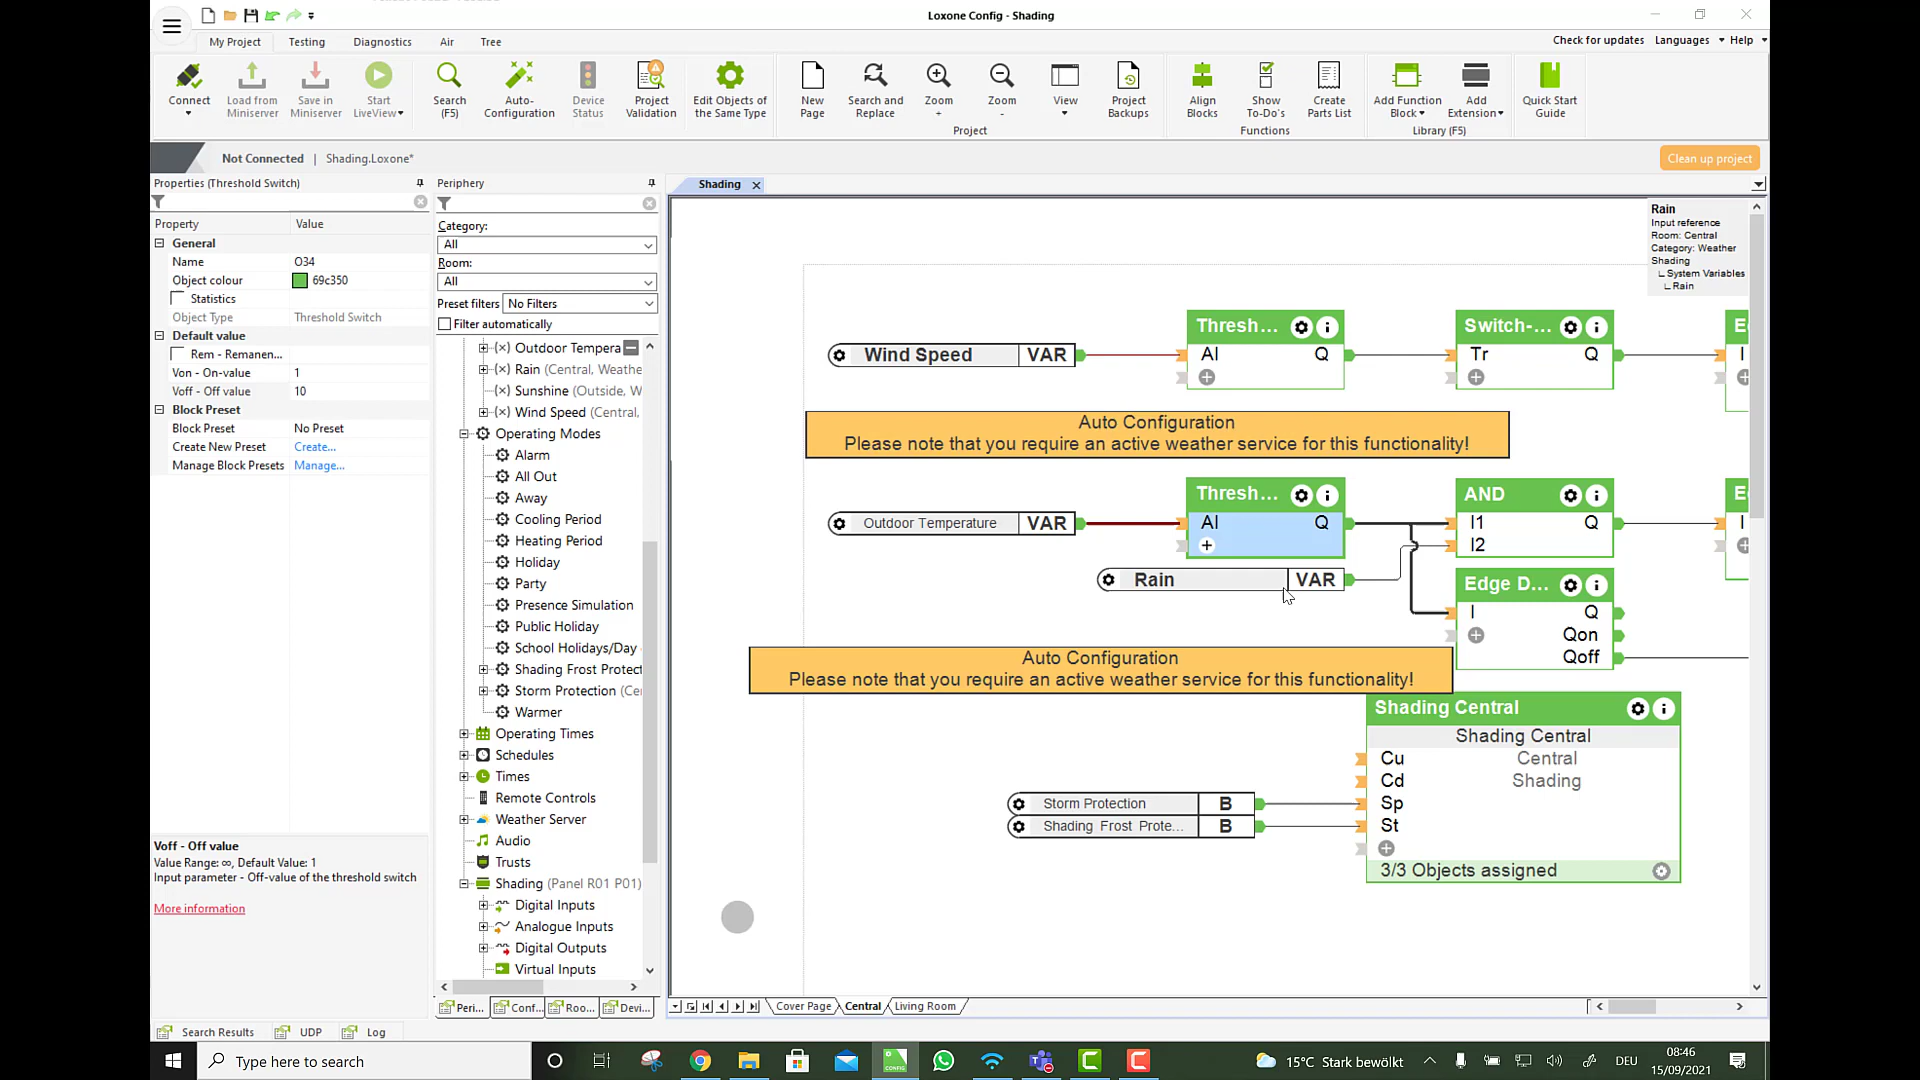 Loxone Config - Shading
My Project
Testing
Diagnostics
Air
Tree
Check for updates
Languages
Help
Connect
Load from
Miniserver
Save in
Miniserver
Start
LiveView
Search
(F5)
Auto-
Configuration
Device
Status
Project
Validation
Edit Objects of
the Same Type
New
Page
Search and
Replace
Zoom
+
Zoom
-
View
Project
Backups
Align
Blocks
Show
To-Do's
Create
Parts List
Add Function
Block
Add
Extension
Quick Start
Guide
Project
Functions
Library (F5)
Not Connected
Shading.Loxone*
Clean up project
Properties (Threshold Switch)
Property
Value
General
Name
O34
Object colour
69c350
Statistics
Object Type
Threshold Switch
Default value
Rem - Remanen...
Von - On-value
1
Voff - Off value
10
Block Preset
Block Preset
No Preset
Create New Preset
Create...
Manage Block Presets
Manage...
Voff - Off value
Value Range: ∞, Default Value: 1
Input parameter - Off-value of the threshold switch
More information
Periphery
Category:
All
Room:
All
Preset filters
No Filters
Filter automatically
(x) Outdoor Tempera
(x) Rain (Central, Weathe
(x) Sunshine (Outside, W
(x) Wind Speed (Central,
Operating Modes
Alarm
All Out
Away
Cooling Period
Heating Period
Holiday
Party
Presence Simulation
Public Holiday
School Holidays/Day
Shading Frost Protect
Storm Protection (Ce
Warmer
Operating Times
Schedules
Times
Remote Controls
Weather Server
Audio
Trusts
Shading (Panel R01 P01)
Digital Inputs
Analogue Inputs
Digital Outputs
Virtual Inputs
Peri...
Conf...
Roo...
Devi...
Shading
Rain
Input reference
Room: Central
Category: Weather
Shading
System Variables
Rain
Wind Speed VAR
Thresh...
AI Q
Switch-...
Tr Q
E
I
Auto Configuration
Please note that you require an active weather service for this functionality!
Outdoor Temperature VAR
Thresh...
AI Q
AND
I1 Q
I2
E
I
Rain VAR
Edge D...
I Q
Qon
Qoff
Auto Configuration
Please note that you require an active weather service for this functionality!
Shading Central
Shading Central
Cu Central
Cd Shading
Sp
St
3/3 Objects assigned
Storm Protection B
Shading Frost Prote... B
Cover Page
Central
Living Room
Search Results
UDP
Log
Type here to search
CONFIG
15°C Stark bewölkt
DEU
08:46
15/09/2021